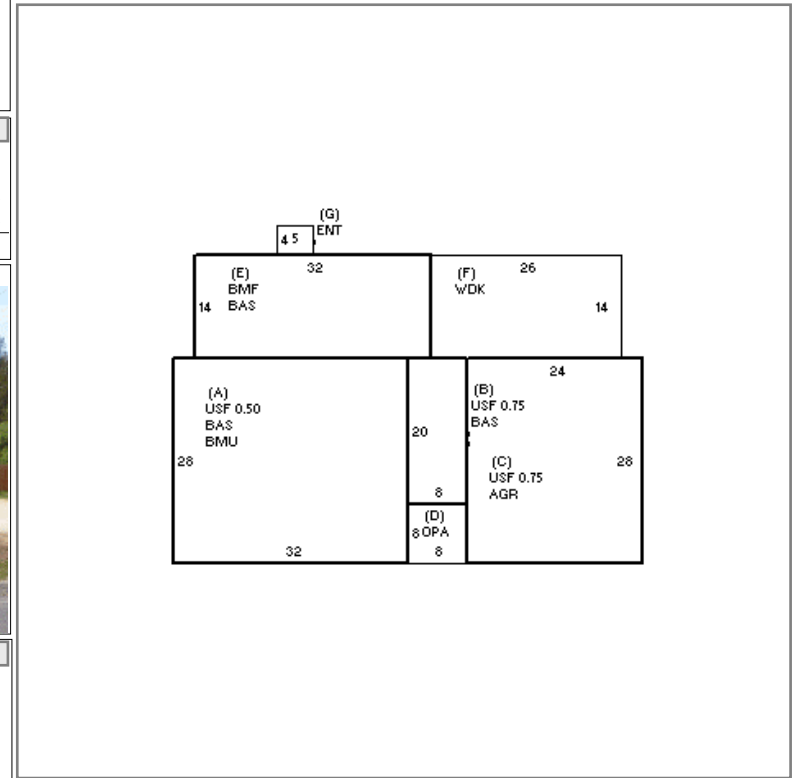 (G)
ENT
4 5
(E)
BMF
BAS
32
14
(F)
WDK
26
14
(A)
USF 0.50
BAS
BMU
28
32
20
8
(B)
USF 0.75
BAS
24
(C)
USF 0.75
AGR
28
(D)
8 OPA
8